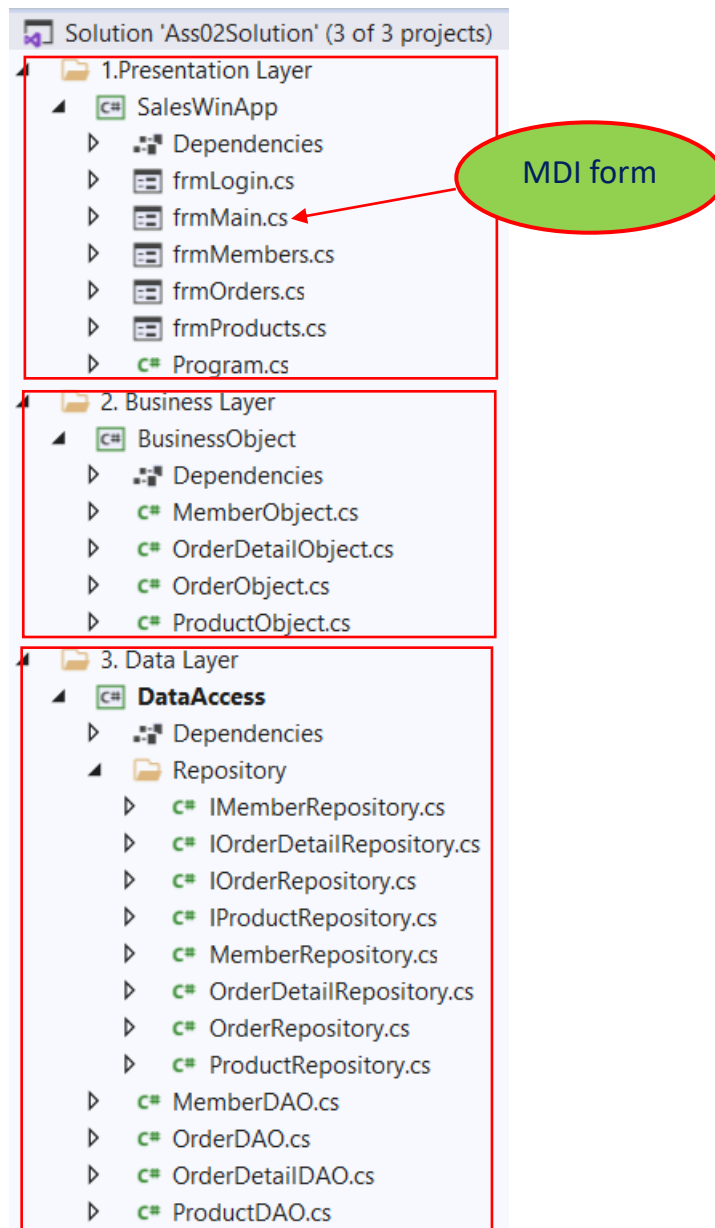 Solution 'Ass02Solution' (3 of 3 projects)
1.Presentation Layer
C# SalesWinApp
Dependencies
frmLogin.cs
MDI form
frmMain.cs
frmMembers.cs
frmOrders.cs
frmProducts.cs
C# Program.cs
2. Business Layer
C# BusinessObject
Dependencies
C# MemberObject.cs
C# OrderDetailObject.cs
C# OrderObject.cs
C# ProductObject.cs
3. Data Layer
C# DataAccess
Dependencies
Repository
C# IMemberRepository.cs
C# IOrderDetailRepository.cs
C# IOrderRepository.cs
C# IProductRepository.cs
C# MemberRepository.cs
C# OrderDetailRepository.cs
C# OrderRepository.cs
C# ProductRepository.cs
C# MemberDAO.cs
C# OrderDAO.cs
C# OrderDetailDAO.cs
C# ProductDAO.cs